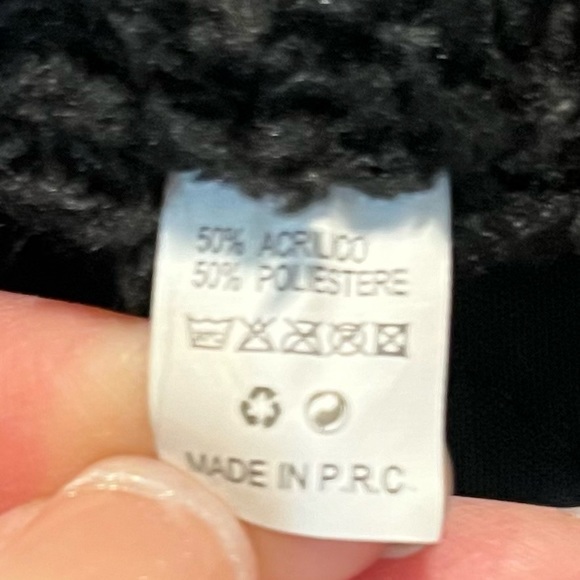 50% ACRILICO
50% POLIESTERE
MADE IN P.R.C.